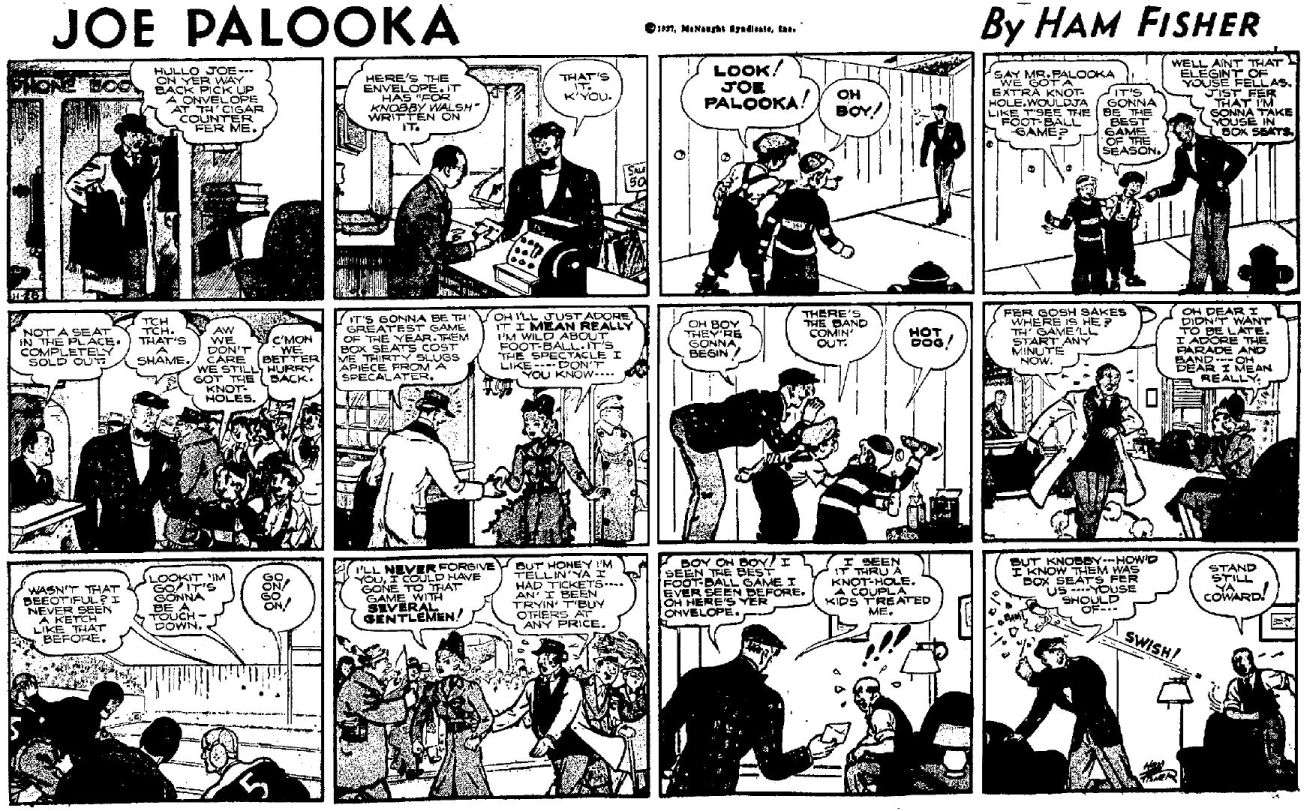 JOE PALOOKA
©1937, McNaught Syndicate, Inc.
By HAM FISHER
PHONE BOO
HULLO JOE---
ON YER WAY
BACK PICK UP
A ONVELOPE
AT TH' CIGAR
COUNTER
FER ME.
11-20
HERE'S THE
ENVELOPE. IT
HAS "FOR
KNOBBY WALSH"
WRITTEN ON
IT.
THAT'S
IT.
K'YOU.
SALE
50
LOOK!
JOE
PALOOKA!
OH
BOY!
SAY MR. PALOOKA
WE GOT A
EXTRA KNOT-
HOLE. WOULDJA
LIKE T'SEE THE
FOOT-BALL
GAME?
IT'S
GONNA
BE THE
BEST
GAME
OF THE
SEASON.
WELL AIN'T THAT
ELEGINT OF
YOUSE FELLAS.
J'IST FER
THAT I'M
GONNA TAKE
YOUSE IN
BOX SEATS.
NOT A SEAT
IN THE PLACE.
COMPLETELY
SOLD OUT.
TCH
TCH.
THAT'S
A
SHAME.
AW
WE
DON'T
CARE
WE STILL
GOT THE
KNOT-
HOLES.
C'MON
WE
BETTER
HURRY
BACK.
IT'S GONNA BE TH'
GREATEST GAME
OF THE YEAR. THEM
BOX SEATS COST
ME THIRTY SLUGS
APIECE FROM A
SPECALATER.
OH I'LL JUST ADORE
IT I MEAN REALLY
I'M WILD ABOUT
FOOT-BALL. IT'S
THE SPECTACLE I
LIKE----DON'T
YOU KNOW----
OH BOY
THEY'RE
GONNA
BEGIN!
THERE'S
THE BAND
COMIN'
OUT.
HOT
DOG!
FER GOSH SAKES
WHERE IS HE?
TH' GAME'LL
START ANY
MINUTE
NOW.
OH DEAR I
DIDN'T WANT
TO BE LATE.
I ADORE THE
PARADE AND
BAND---OH
DEAR I MEAN
REALLY.
WASN'T THAT
BEEOTIFUL? I
NEVER SEEN
A KETCH
LIKE THAT
BEFORE.
LOOKIT 'IM
GO! IT'S
GONNA
BE A
TOUCH-
DOWN.
GO
ON!
GO
ON!
5
I'LL NEVER FORGIVE
YOU. I COULD HAVE
GONE TO THAT
GAME WITH
SEVERAL
GENTLEMEN!
BUT HONEY I'M
TELLIN' YA I
HAD TICKETS----
AN' I BEEN
TRYIN' T'BUY
OTHERS AT
ANY PRICE.
BOY OH BOY! I
SEEN THE BEST
FOOT-BALL GAME I
EVER SEEN BEFORE.
OH HERE'S YER
ONVELOPE.
I SEEN
IT THRU A
KNOT-HOLE.
A COUPLA
KIDS TREATED
ME.
!!!
BUT KNOBBY---HOW'D
I KNOW THEM WAS
BOX SEATS FER
US----YOUSE
SHOULD
OF---
STAND
STILL
YA
COWARD.
BAM!
SWISH!
HAM
FISHER